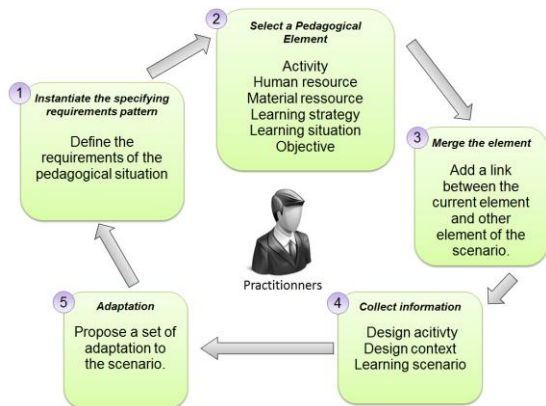 1
Instantiate the specifying
requirements pattern
Define the
requirements of the
pedagogical situation
2
Select a Pedagogical
Element
Activity
Human resource
Material ressource
Learning strategy
Learning situation
Objective
3
Merge the element
Add a link
between the
current element
and other
element of the
scenario.
4
Collect information
Design acitivty
Design context
Learning scenario
5
Adaptation
Propose a set of
adaptation to
the scenario.
Practitionners